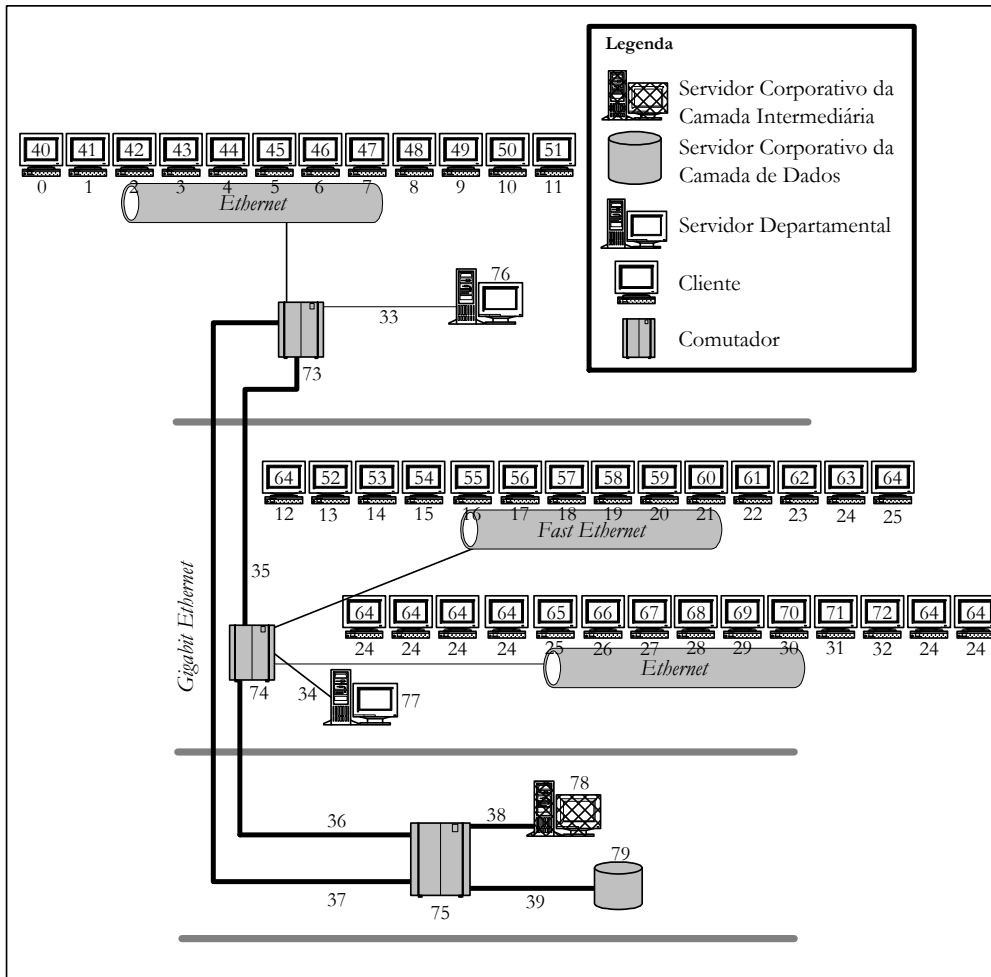 Legenda
Servidor Corporativo da
Camada Intermediária
Servidor Corporativo da
Camada de Dados
Servidor Departamental
Cliente
Comutador
40 41 42 43 44 45 46 47 48 49 50 51
0 1 2 3 4 5 6 7 8 9 10 11
Ethernet
76
33
73
64 52 53 54 55 56 57 58 59 60 61 62 63 64
12 13 14 15 16 17 18 19 20 21 22 23 24 25
Fast Ethernet
35
Gigabit Ethernet
64 64 64 64 65 66 67 68 69 70 71 72 64 64
24 24 24 24 25 26 27 28 29 30 31 32 24 24
Ethernet
34
74
77
78
36
38
79
37
75
39